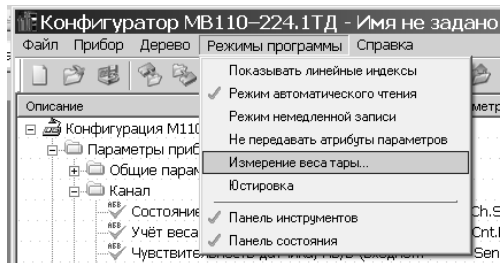 Конфигуратор МВ110–224.1ТД - Имя не задано
Файл Прибор Дерево Режимы программы Справка
Показывать линейные индексы
Режим автоматического чтения
Режим немедленной записи
Не передавать атрибуты параметров
Измерение веса тары...
Юстировка
Панель инструментов
Панель состояния
Описание
Конфигурация М110
Параметры приб
Общие парам
Канал
Состояние
Ch.S
Учёт веса
Cnt.
Sen